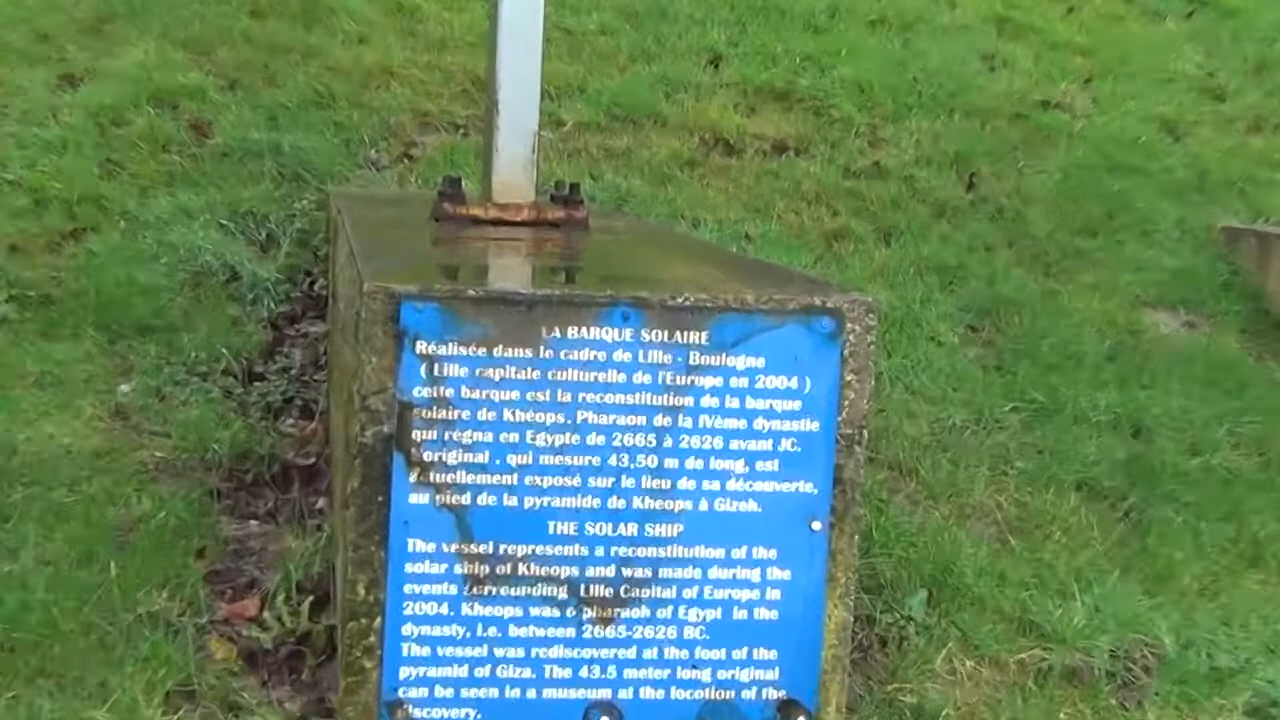 LA BARQUE SOLAIRE
Réalisée dans le cadre de Lille - Boulogne
( Lille capitale culturelle de l'Europe en 2004 )
cette barque est la reconstitution de la barque
solaire de Khéops. Pharaon de la IVème dynastie
qui régna en Egypte de 2665 à 2626 avant JC.
L'original , qui mesure 43,50 m de long, est
actuellement exposé sur le lieu de sa découverte,
au pied de la pyramide de Kheops à Gizeh.
THE SOLAR SHIP
The vessel represents a reconstitution of the
solar ship of Kheops and was made during the
events surrounding Lille Capital of Europe in
2004. Kheops was a pharaoh of Egypt in the
dynasty, i.e. between 2665-2626 BC.
The vessel was rediscovered at the foot of the
pyramid of Giza. The 43.5 meter long original
can be seen in a museum at the location of the
discovery.